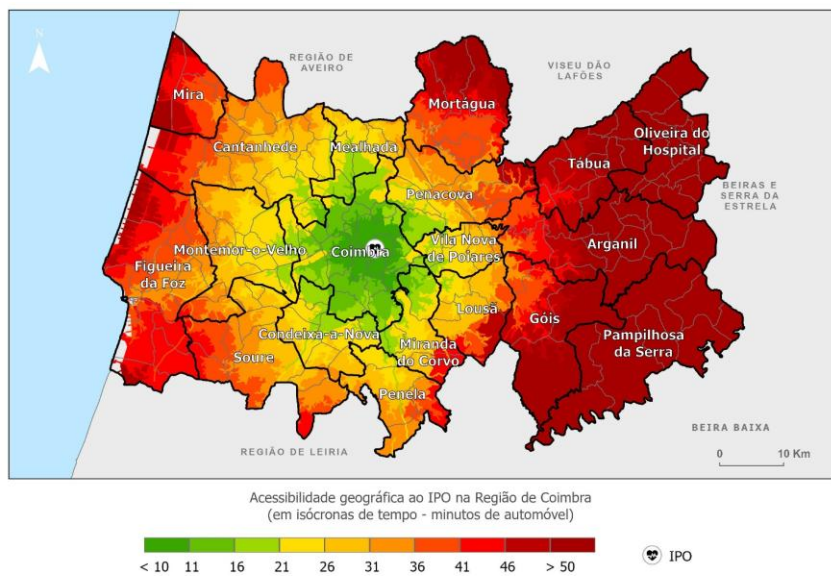 N
REGIÃO DE
AVEIRO
VISEU DÃO
LAFÕES
Mira
Mortágua
Oliveira do
Hospital
Cantanhede
Mealhada
Tábua
Penacova
BEIRAS E
SERRA DA
ESTRELA
Montemor-o-Velho
Coimbra
Vila Nova
de Poiares
Arganil
Figueira
da Foz
Lousã
Góis
Condeixa-a-Nova
Soure
Miranda
do Corvo
Pampilhosa
da Serra
Penela
BEIRA BAIXA
REGIÃO DE LEIRIA
0 10 Km
Acessibilidade geográfica ao IPO na Região de Coimbra
(em isócronas de tempo - minutos de automóvel)
< 10 11 16 21 26 31 36 41 46 > 50
IPO